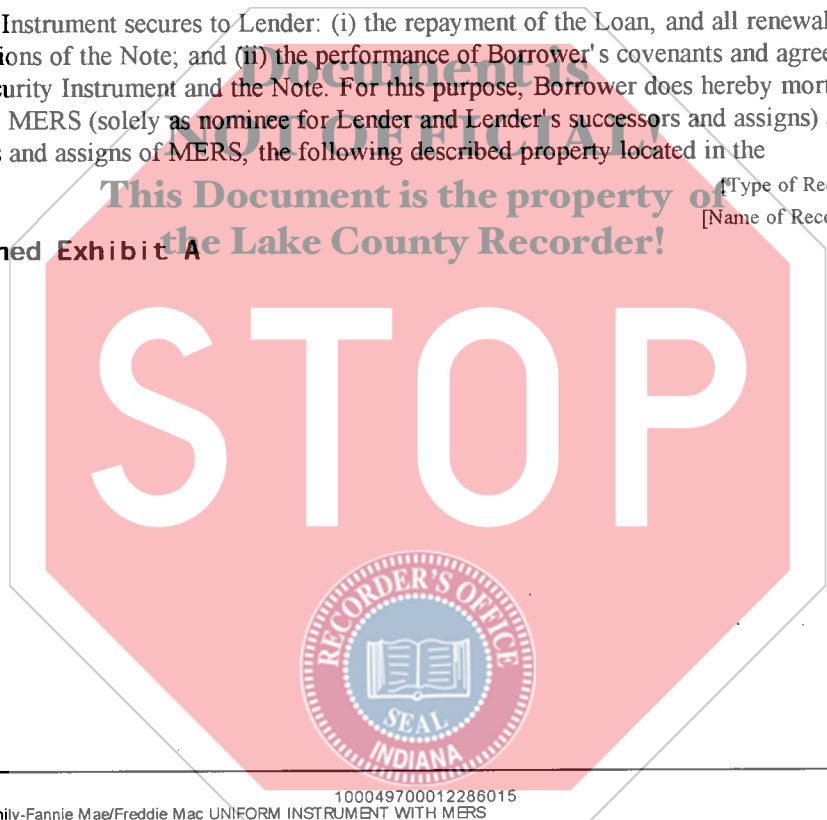 Instrument secures to Lender: (i) the repayment of the Loan, and all renewal
ions of the Note; and (ii) the performance of Borrower's covenants and agree
curity Instrument and the Note. For this purpose, Borrower does hereby mort
MERS (solely as nominee for Lender and Lender's successors and assigns)
s and assigns of MERS, the following described property located in the
[Type of Rec
[Name of Reco
ned Exhibit A
Document is
NOT OFFICIAL!
This Document is the property of
the Lake County Recorder!
STOP
RECORDER'S OFFICE
SEAL
INDIANA
100049700012286015
nily-Fannie Mae/Freddie Mac UNIFORM INSTRUMENT WITH MERS